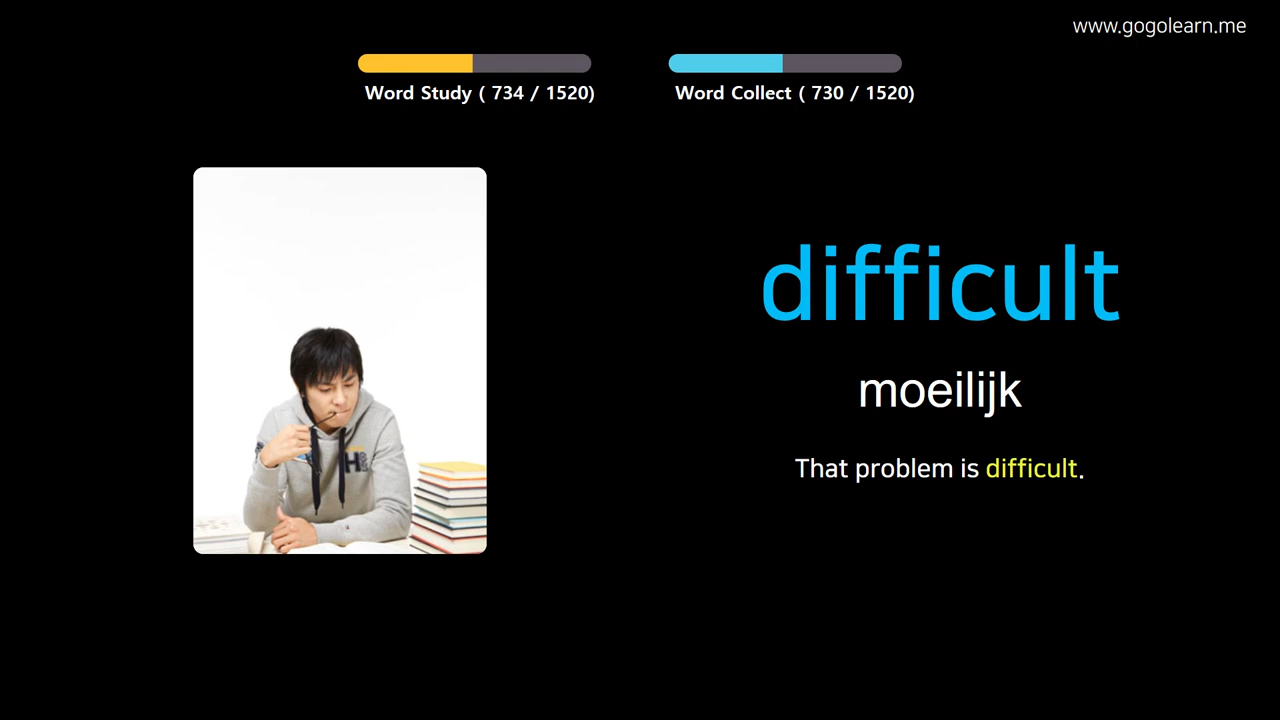 www.gogolearn.me
Word Study ( 734 / 1520)
Word Collect ( 730 / 1520)
difficult
moeilijk
That problem is difficult.
H